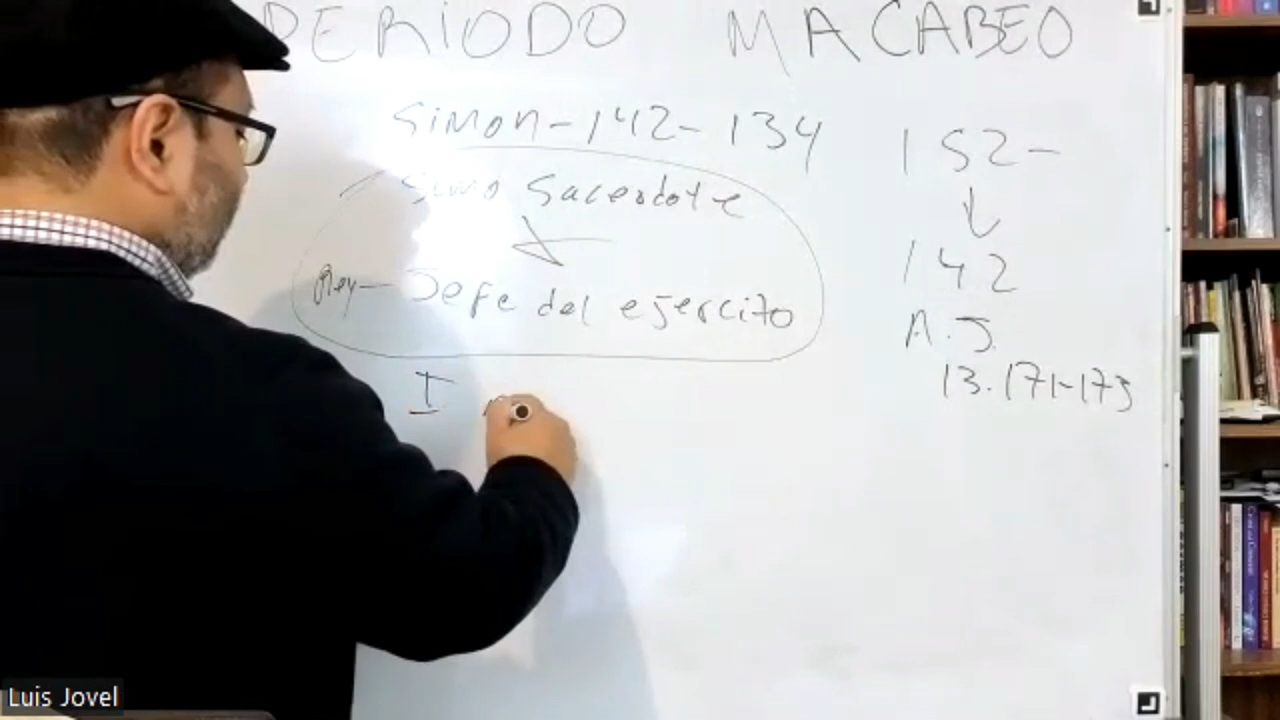 PERIODO MACABEO
Simon-142-134
Sumo Sacerdote
Rey- Jefe del ejercito
I
152-
142
A.J.
13.171-173
Luis Jovel